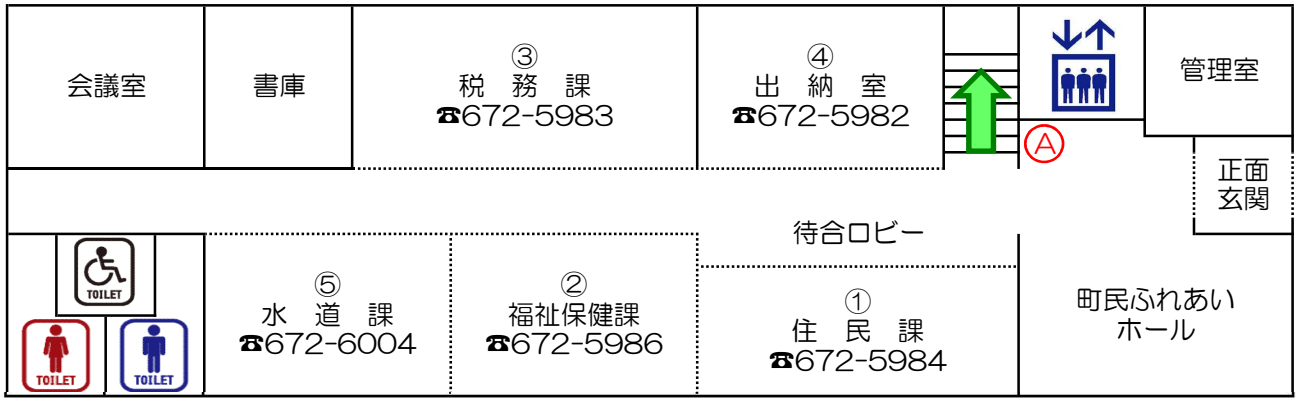 会議室
書庫
③
税　務　課
☎672-5983
④
出　納　室
☎672-5982
Ⓐ
管理室
正面
玄関
待合ロビー
TOILET
TOILET
TOILET
⑤
水　道　課
☎672-6004
②
福祉保健課
☎672-5986
①
住　民　課
☎672-5984
町民ふれあい
ホール